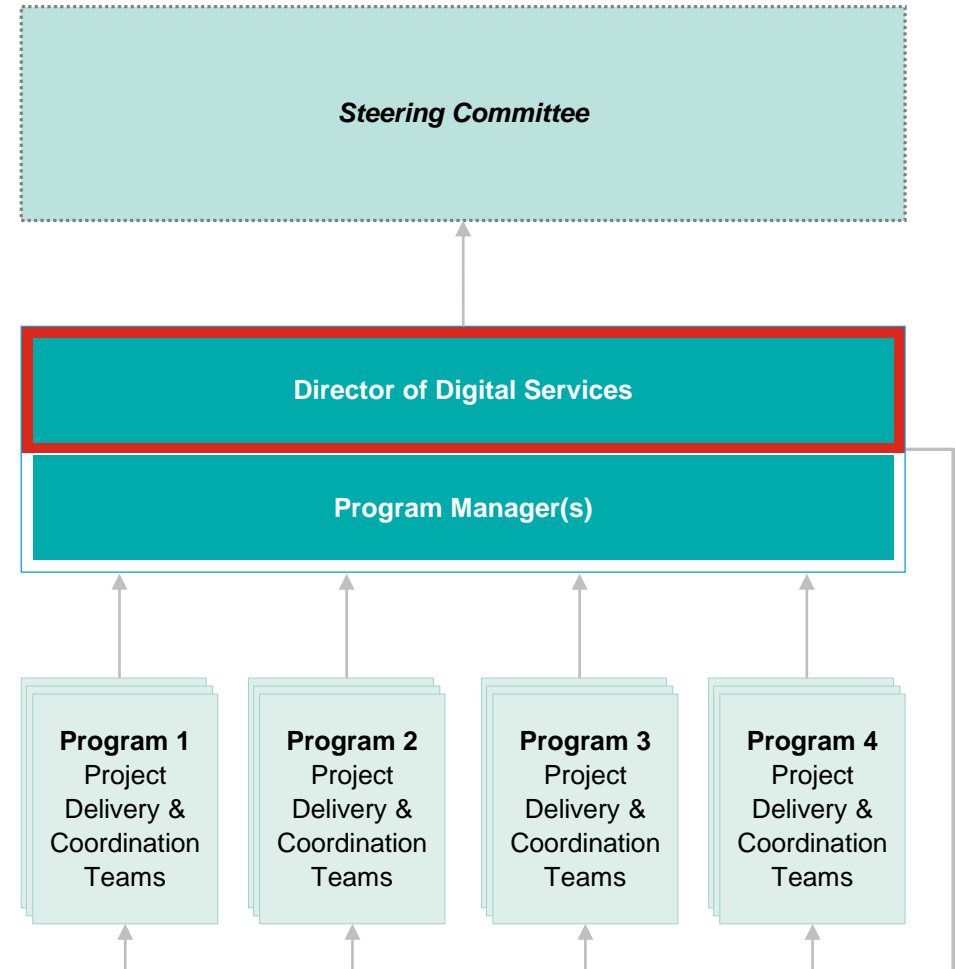 Steering Committee
Director of Digital Services
Program Manager(s)
Program 1
Project
Delivery &
Coordination
Teams
Program 2
Project
Delivery &
Coordination
Teams
Program 3
Project
Delivery &
Coordination
Teams
Program 4
Project
Delivery &
Coordination
Teams